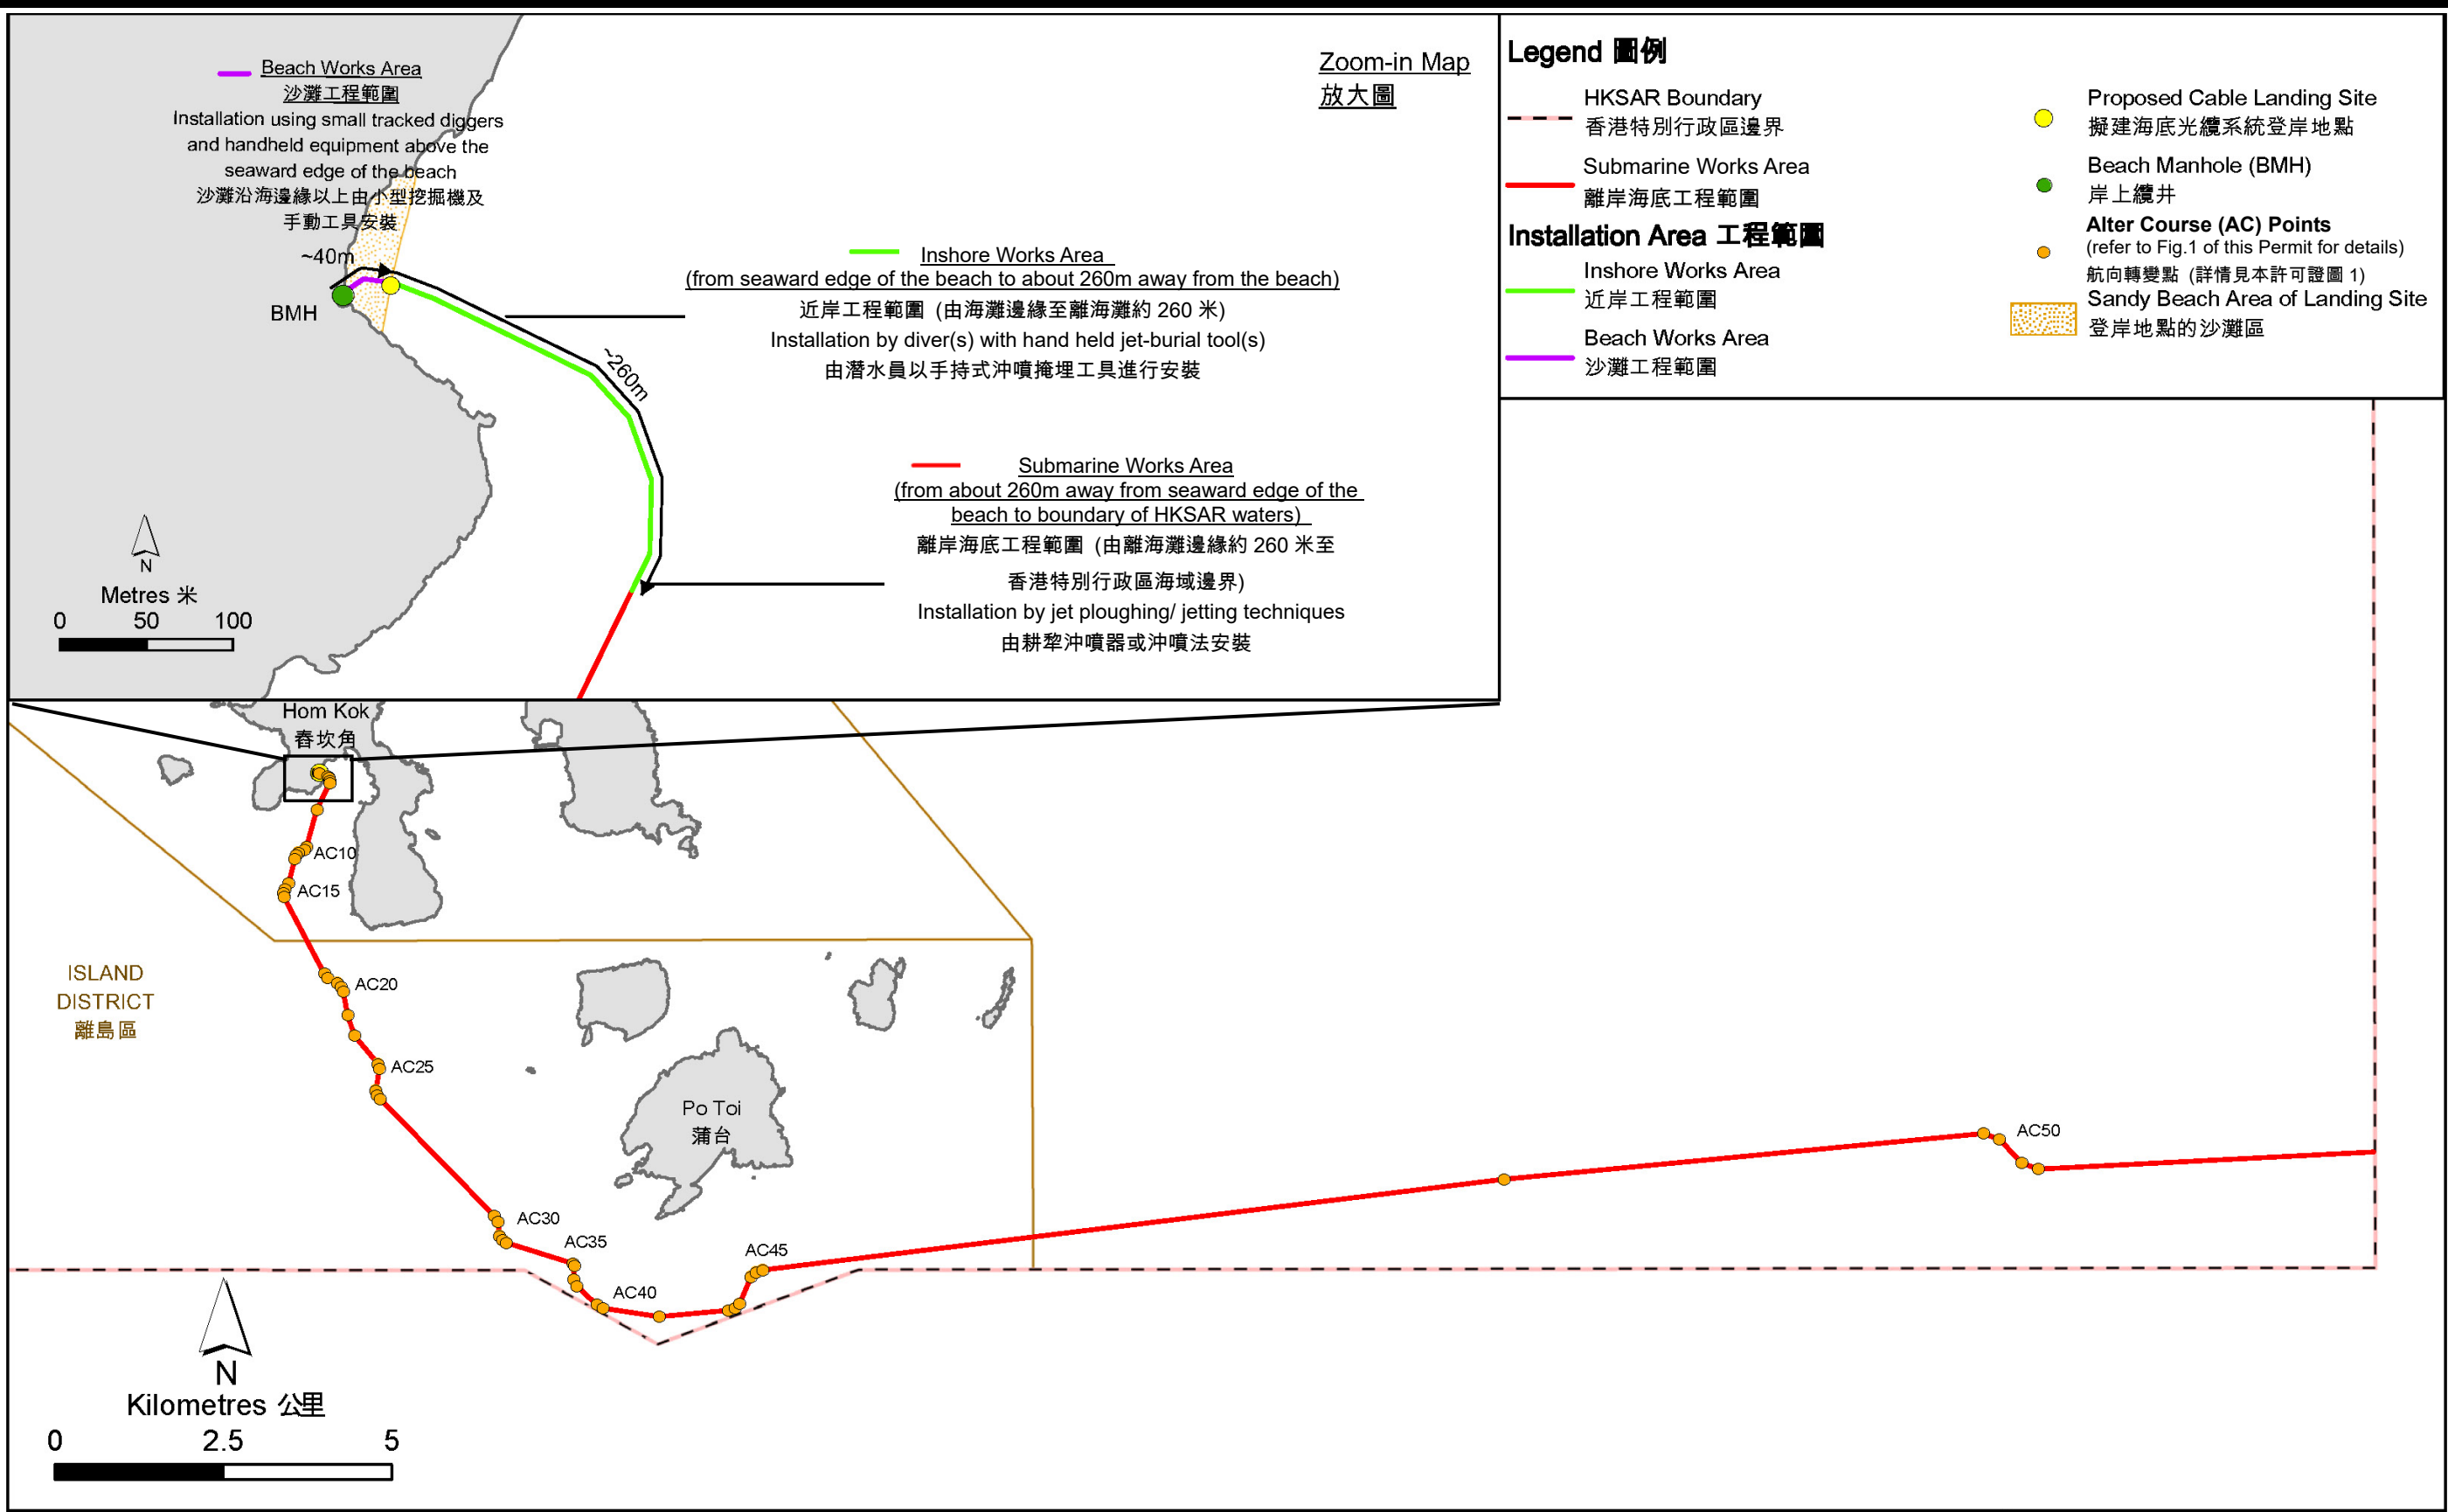 Beach Works Area
沙灘工程範圍
Installation using small tracked diggers
and handheld equipment above the
seaward edge of the beach
沙灘沿海邊緣以上由小型挖掘機及
手動工具安裝
~40m
BMH
Zoom-in Map
放大圖
Inshore Works Area
(from seaward edge of the beach to about 260m away from the beach)
近岸工程範圍 (由海灘邊緣至離海灘約 260 米)
Installation by diver(s) with hand held jet-burial tool(s)
由潛水員以手持式沖噴掩埋工具進行安裝
~260m
Submarine Works Area
(from about 260m away from seaward edge of the
beach to boundary of HKSAR waters)
離岸海底工程範圍 (由離海灘邊緣約 260 米至
香港特別行政區海域邊界)
Installation by jet ploughing/ jetting techniques
由耕犂沖噴器或沖噴法安裝
N
Metres 米
0 50 100
Legend 圖例
HKSAR Boundary
香港特別行政區邊界
Submarine Works Area
離岸海底工程範圍
Installation Area 工程範圍
Inshore Works Area
近岸工程範圍
Beach Works Area
沙灘工程範圍
Proposed Cable Landing Site
擬建海底光纜系統登岸地點
Beach Manhole (BMH)
岸上纜井
Alter Course (AC) Points
(refer to Fig.1 of this Permit for details)
航向轉變點 (詳情見本許可證圖 1)
Sandy Beach Area of Landing Site
登岸地點的沙灘區
Hom Kok
舂坎角
AC10
AC15
AC20
AC25
AC30
AC35
AC40
AC45
AC50
ISLAND
DISTRICT
離島區
Po Toi
蒲台
N
Kilometres 公里
0 2.5 5